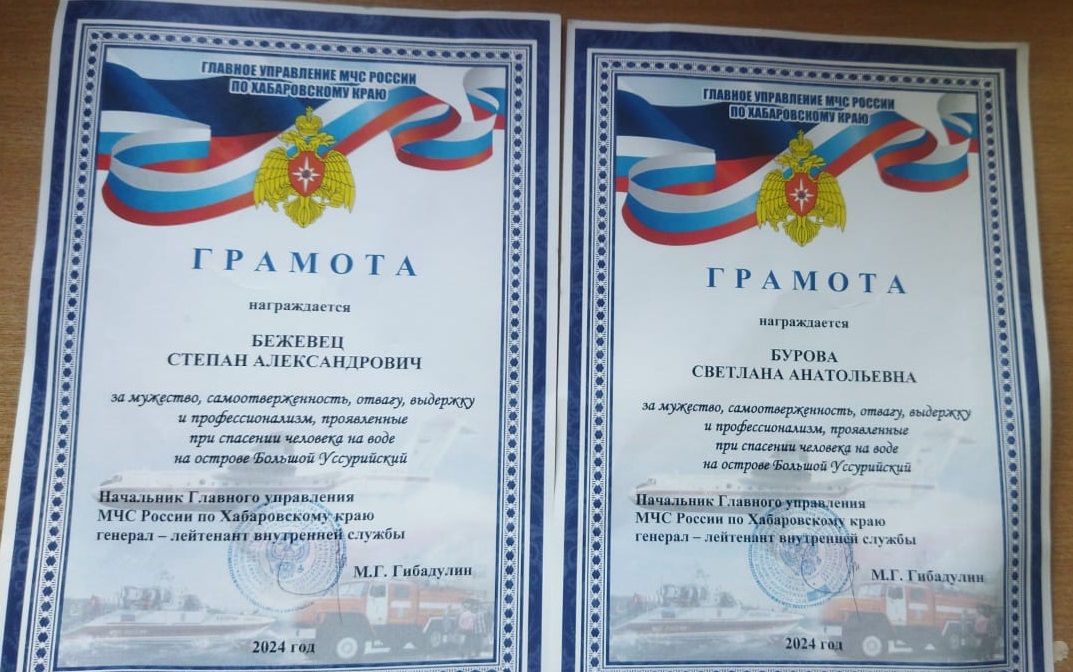 ГЛАВНОЕ УПРАВЛЕНИЕ МЧС РОССИИ
ПО ХАБАРОВСКОМУ КРАЮ
ГРАМОТА
награждается
БЕЖЕВЕЦ
СТЕПАН АЛЕКСАНДРОВИЧ
за мужество, самоотверженность, отвагу, выдержку
и профессионализм, проявленные
при спасении человека на воде
на острове Большой Уссурийский
Начальник Главного управления
МЧС России по Хабаровскому краю
генерал – лейтенант внутренней службы
М.Г. Гибадулин
2024 год
ГЛАВНОЕ УПРАВЛЕНИЕ МЧС РОССИИ
ПО ХАБАРОВСКОМУ КРАЮ
ГРАМОТА
награждается
БУРОВА
СВЕТЛАНА АНАТОЛЬЕВНА
за мужество, самоотверженность, отвагу, выдержку
и профессионализм, проявленные
при спасении человека на воде
на острове Большой Уссурийский
Начальник Главного управления
МЧС России по Хабаровскому краю
генерал – лейтенант внутренней службы
М.Г. Гибадулин
2024 год